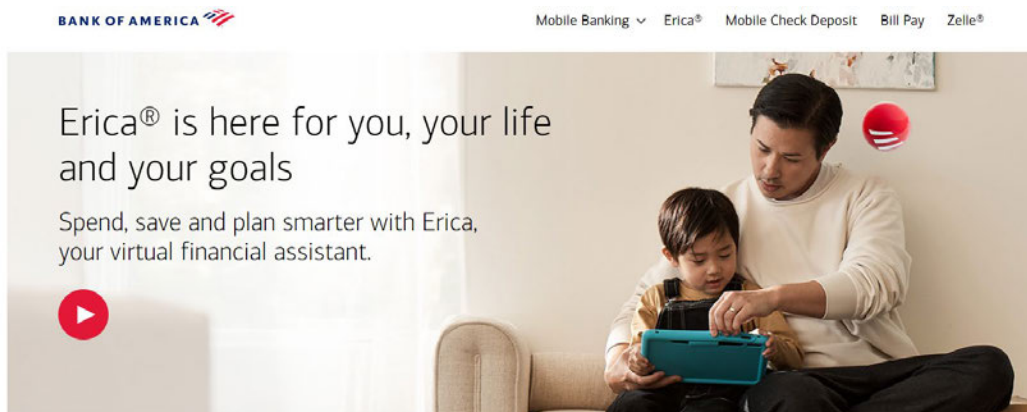 BANK OF AMERICA
Mobile Banking Erica® Mobile Check Deposit Bill Pay Zelle®
Erica® is here for you, your life
and your goals
Spend, save and plan smarter with Erica,
your virtual financial assistant.